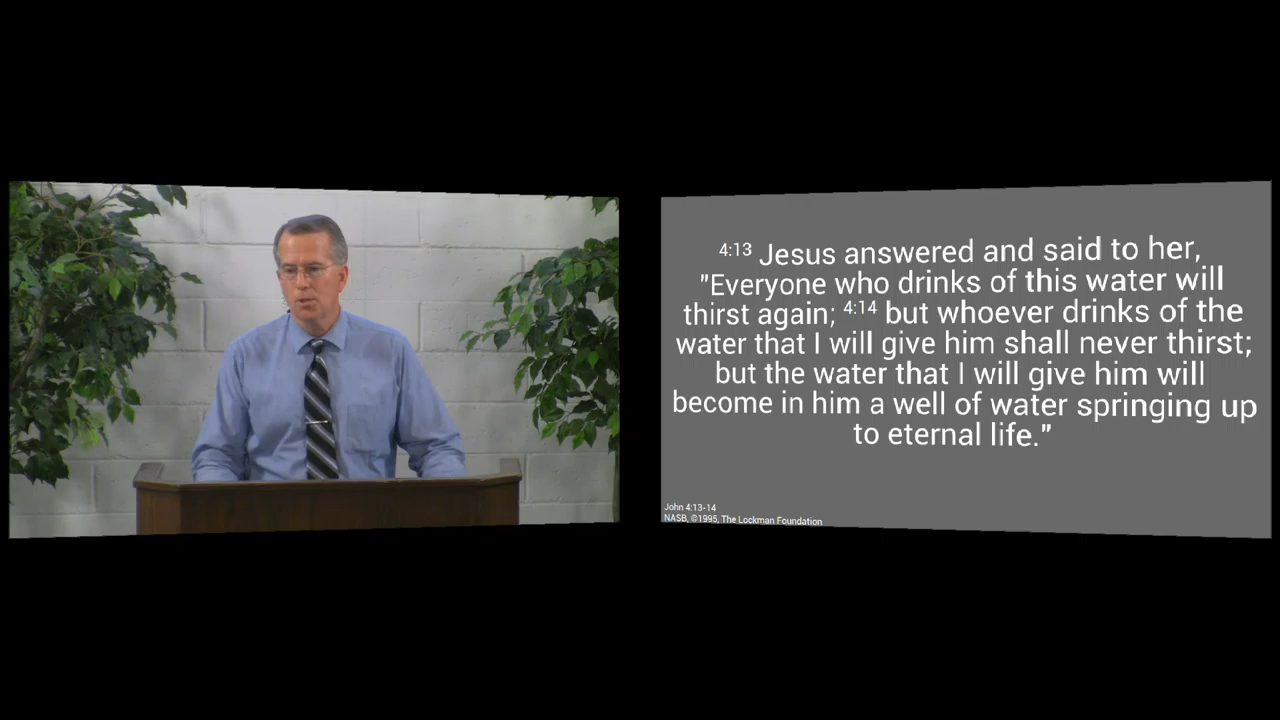 4:13 Jesus answered and said to her,
"Everyone who drinks of this water will
thirst again; 4:14 but whoever drinks of the
water that I will give him shall never thirst;
but the water that I will give him will
become in him a well of water springing up
to eternal life."
John 4:13-14
NASB, ©1995, The Lockman Foundation